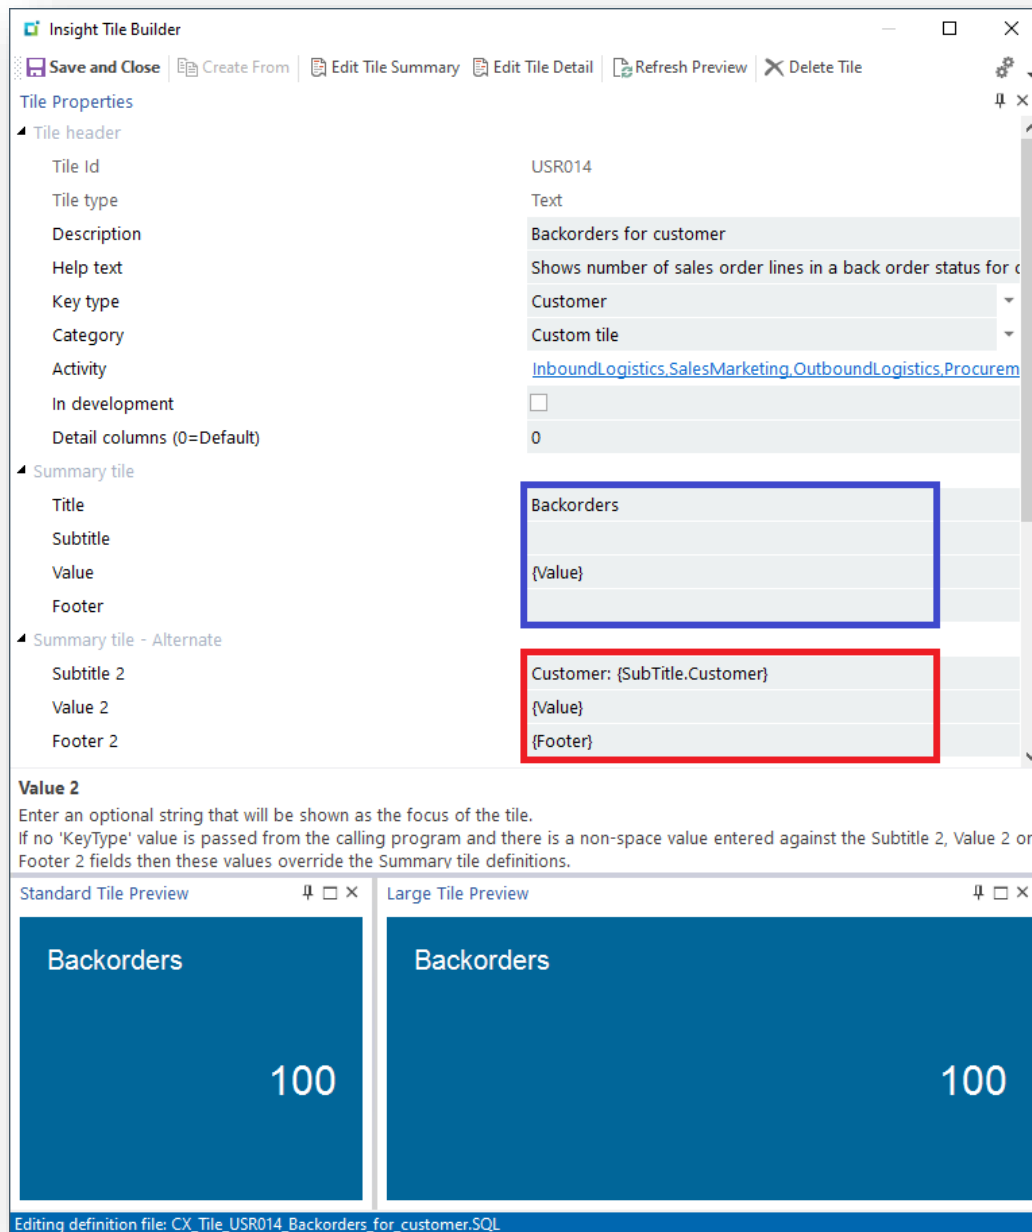 Insight Tile Builder
Save and Close Create From Edit Tile Summary Edit Tile Detail Refresh Preview Delete Tile
Tile Properties
Tile header
Tile Id USR014
Tile type Text
Description Backorders for customer
Help text Shows number of sales order lines in a back order status for c
Key type Customer
Category Custom tile
Activity InboundLogistics,SalesMarketing,OutboundLogistics,Procurem
In development
Detail columns (0=Default) 0
Summary tile
Title Backorders
Subtitle
Value {Value}
Footer
Summary tile - Alternate
Subtitle 2 Customer: {SubTitle.Customer}
Value 2 {Value}
Footer 2 {Footer}
Value 2
Enter an optional string that will be shown as the focus of the tile.
If no 'KeyType' value is passed from the calling program and there is a non-space value entered against the Subtitle 2, Value 2 or
Footer 2 fields then these values override the Summary tile definitions.
Standard Tile Preview Large Tile Preview
Backorders Backorders
100 100
Editing definition file: CX_Tile_USR014_Backorders_for_customer.SQL